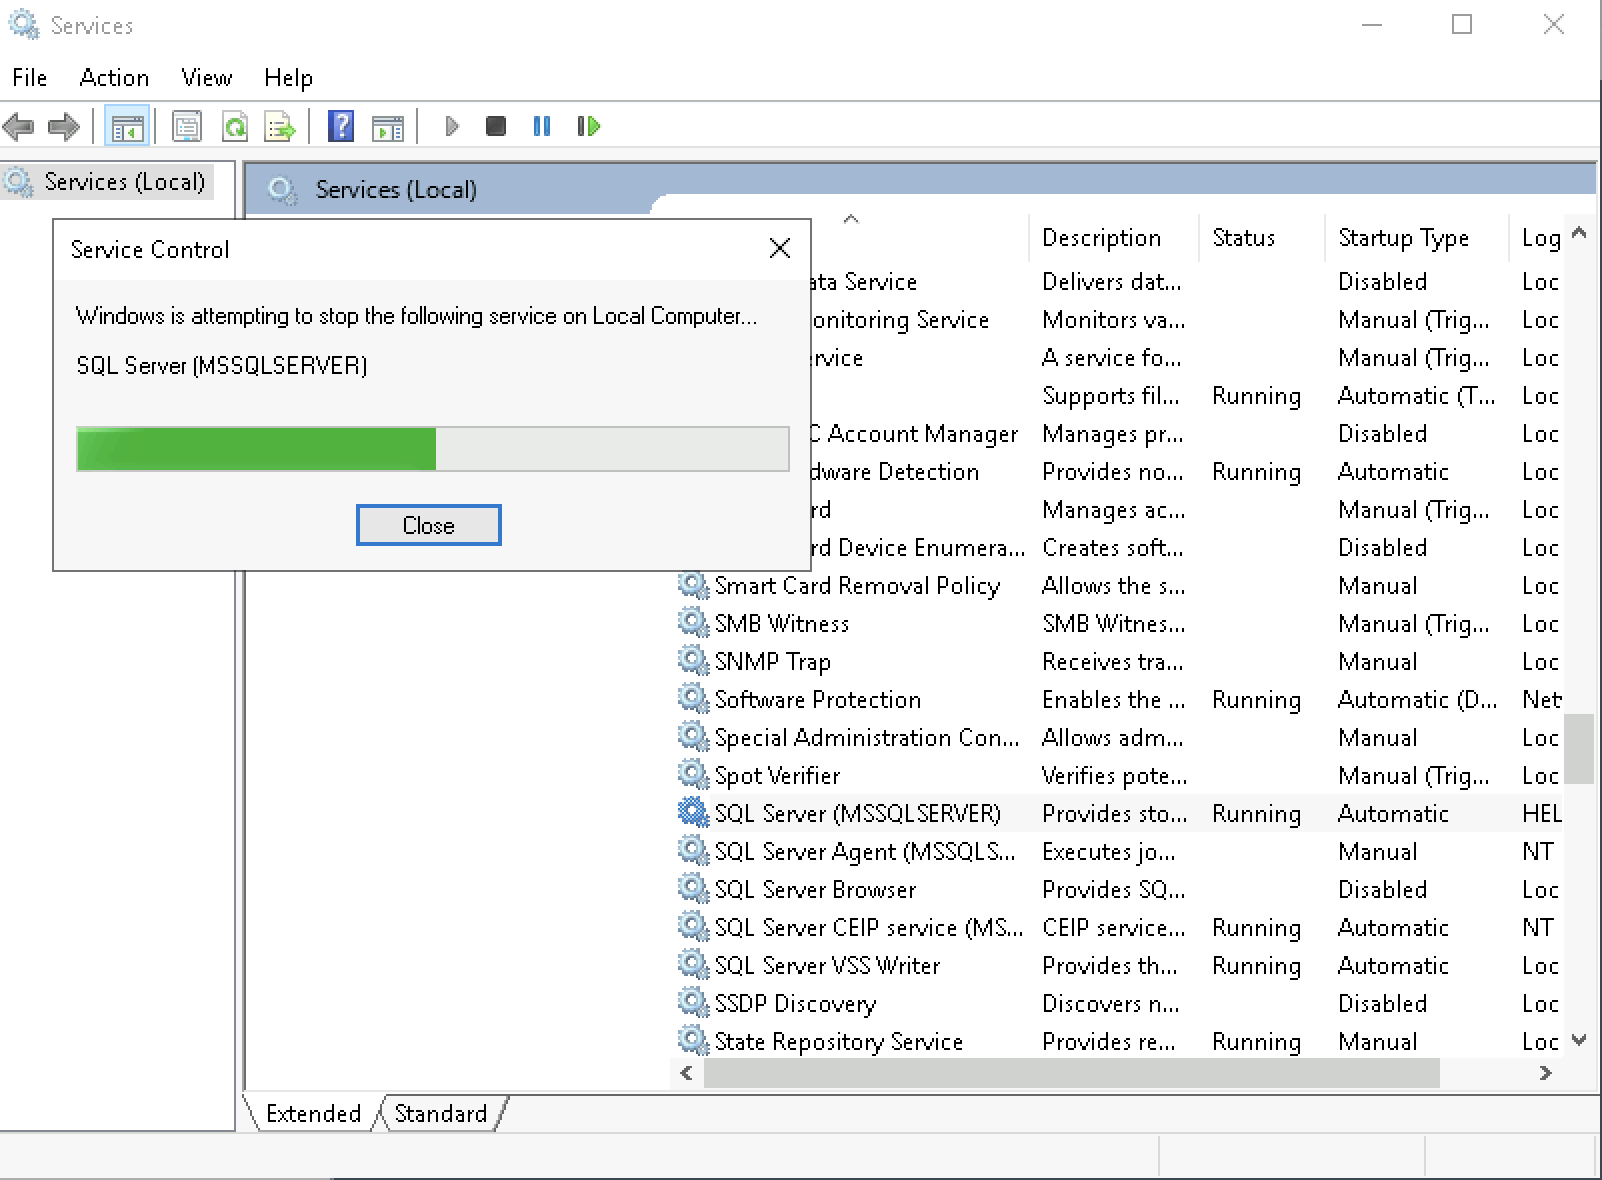 Services
File Action View Help
Services (Local)
Services (Local)
Service Control
Windows is attempting to stop the following service on Local Computer...
SQL Server (MSSQLSERVER)
Close
Description Status Startup Type Log
ata Service Delivers dat... Disabled Loc
onitoring Service Monitors va... Manual (Trig... Loc
rvice A service fo... Manual (Trig... Loc
Supports fil... Running Automatic (T... Loc
C Account Manager Manages pr... Disabled Loc
dware Detection Provides no... Running Automatic Loc
rd Manages ac... Manual (Trig... Loc
rd Device Enumera... Creates soft... Disabled Loc
Smart Card Removal Policy Allows the s... Manual Loc
SMB Witness SMB Witnes... Manual (Trig... Loc
SNMP Trap Receives tra... Manual Loc
Software Protection Enables the ... Running Automatic (D... Net
Special Administration Con... Allows adm... Manual Loc
Spot Verifier Verifies pote... Manual (Trig... Loc
SQL Server (MSSQLSERVER) Provides sto... Running Automatic HEL
SQL Server Agent (MSSQLS... Executes jo... Manual NT
SQL Server Browser Provides SQ... Disabled Loc
SQL Server CEIP service (MS... CEIP service... Running Automatic NT
SQL Server VSS Writer Provides th... Running Automatic Loc
SSDP Discovery Discovers n... Disabled Loc
State Repository Service Provides re... Running Manual Loc
Extended Standard